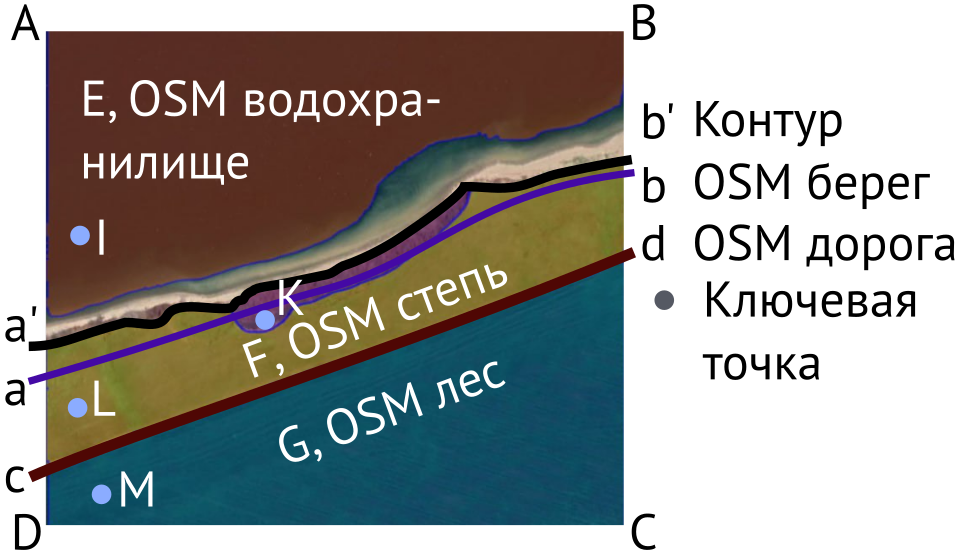 A
B
E, OSM водохра-
нилище
b' Контур
b OSM берег
I
d OSM дорога
K
Ключевая
точка
a'
F, OSM степь
a
L
G, OSM лес
c
M
D
C